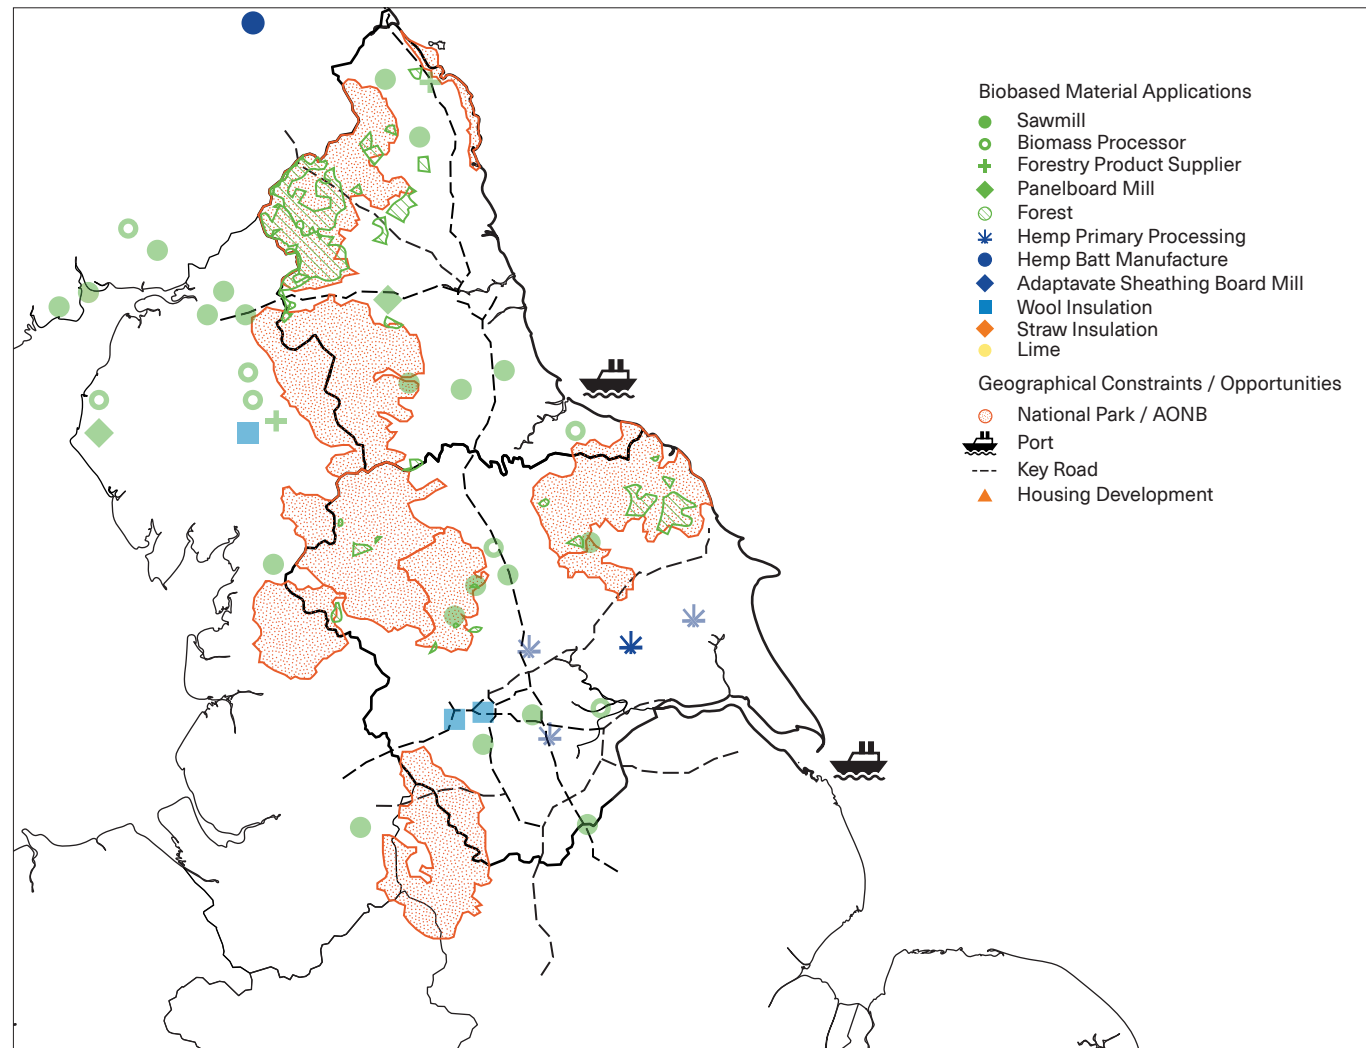 Biobased Material Applications
Sawmill
Biomass Processor
Forestry Product Supplier
Panelboard Mill
Forest
Hemp Primary Processing
Hemp Batt Manufacture
Adaptavate Sheathing Board Mill
Wool Insulation
Straw Insulation
Lime
Geographical Constraints / Opportunities
National Park / AONB
Port
Key Road
Housing Development